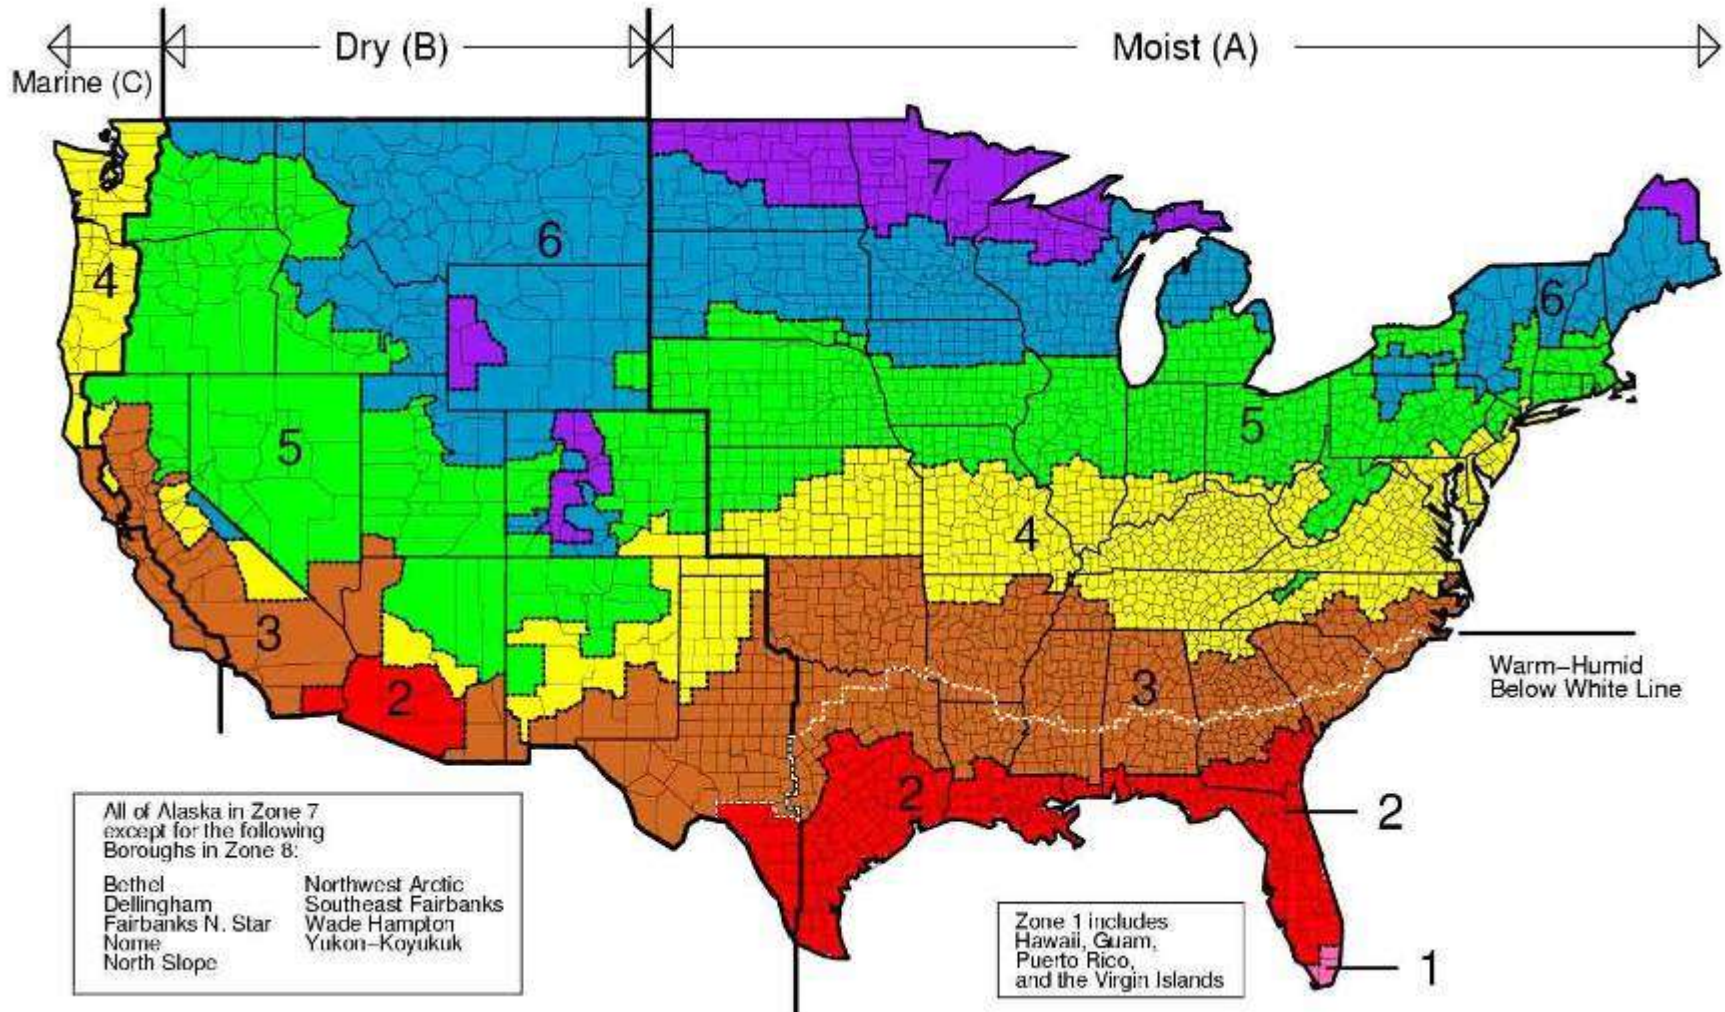 Marine (C)
Dry (B)
Moist (A)
7
6
4
6
5
5
4
3
3
2
2
2
1
Warm–Humid
Below White Line
All of Alaska in Zone 7
except for the following
Boroughs in Zone 8:
Bethel
Dellingham
Fairbanks N. Star
Nome
North Slope
Northwest Arctic
Southeast Fairbanks
Wade Hampton
Yukon–Koyukuk
Zone 1 includes
Hawaii, Guam,
Puerto Rico,
and the Virgin Islands